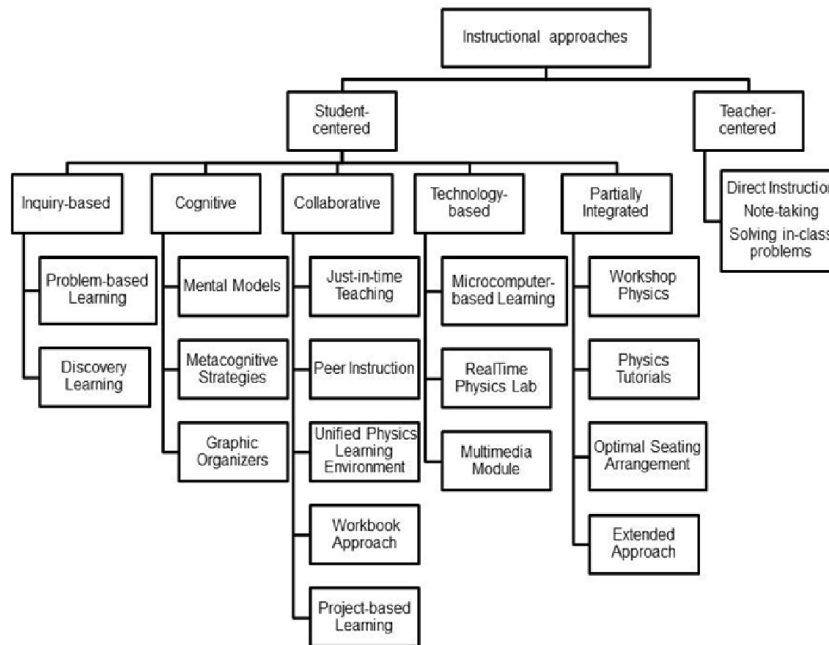 Instructional approaches
Student-
centered
Teacher-
centered
Inquiry-based
Cognitive
Collaborative
Technology-
based
Partially
Integrated
Direct Instruction
Note-taking
Solving in-class
problems
Problem-based
Learning
Discovery
Learning
Mental Models
Metacognitive
Strategies
Graphic
Organizers
Just-in-time
Teaching
Peer Instruction
Unified Physics
Learning
Environment
Workbook
Approach
Project-based
Learning
Microcomputer-
based Learning
RealTime
Physics Lab
Multimedia
Module
Workshop
Physics
Physics
Tutorials
Optimal Seating
Arrangement
Extended
Approach